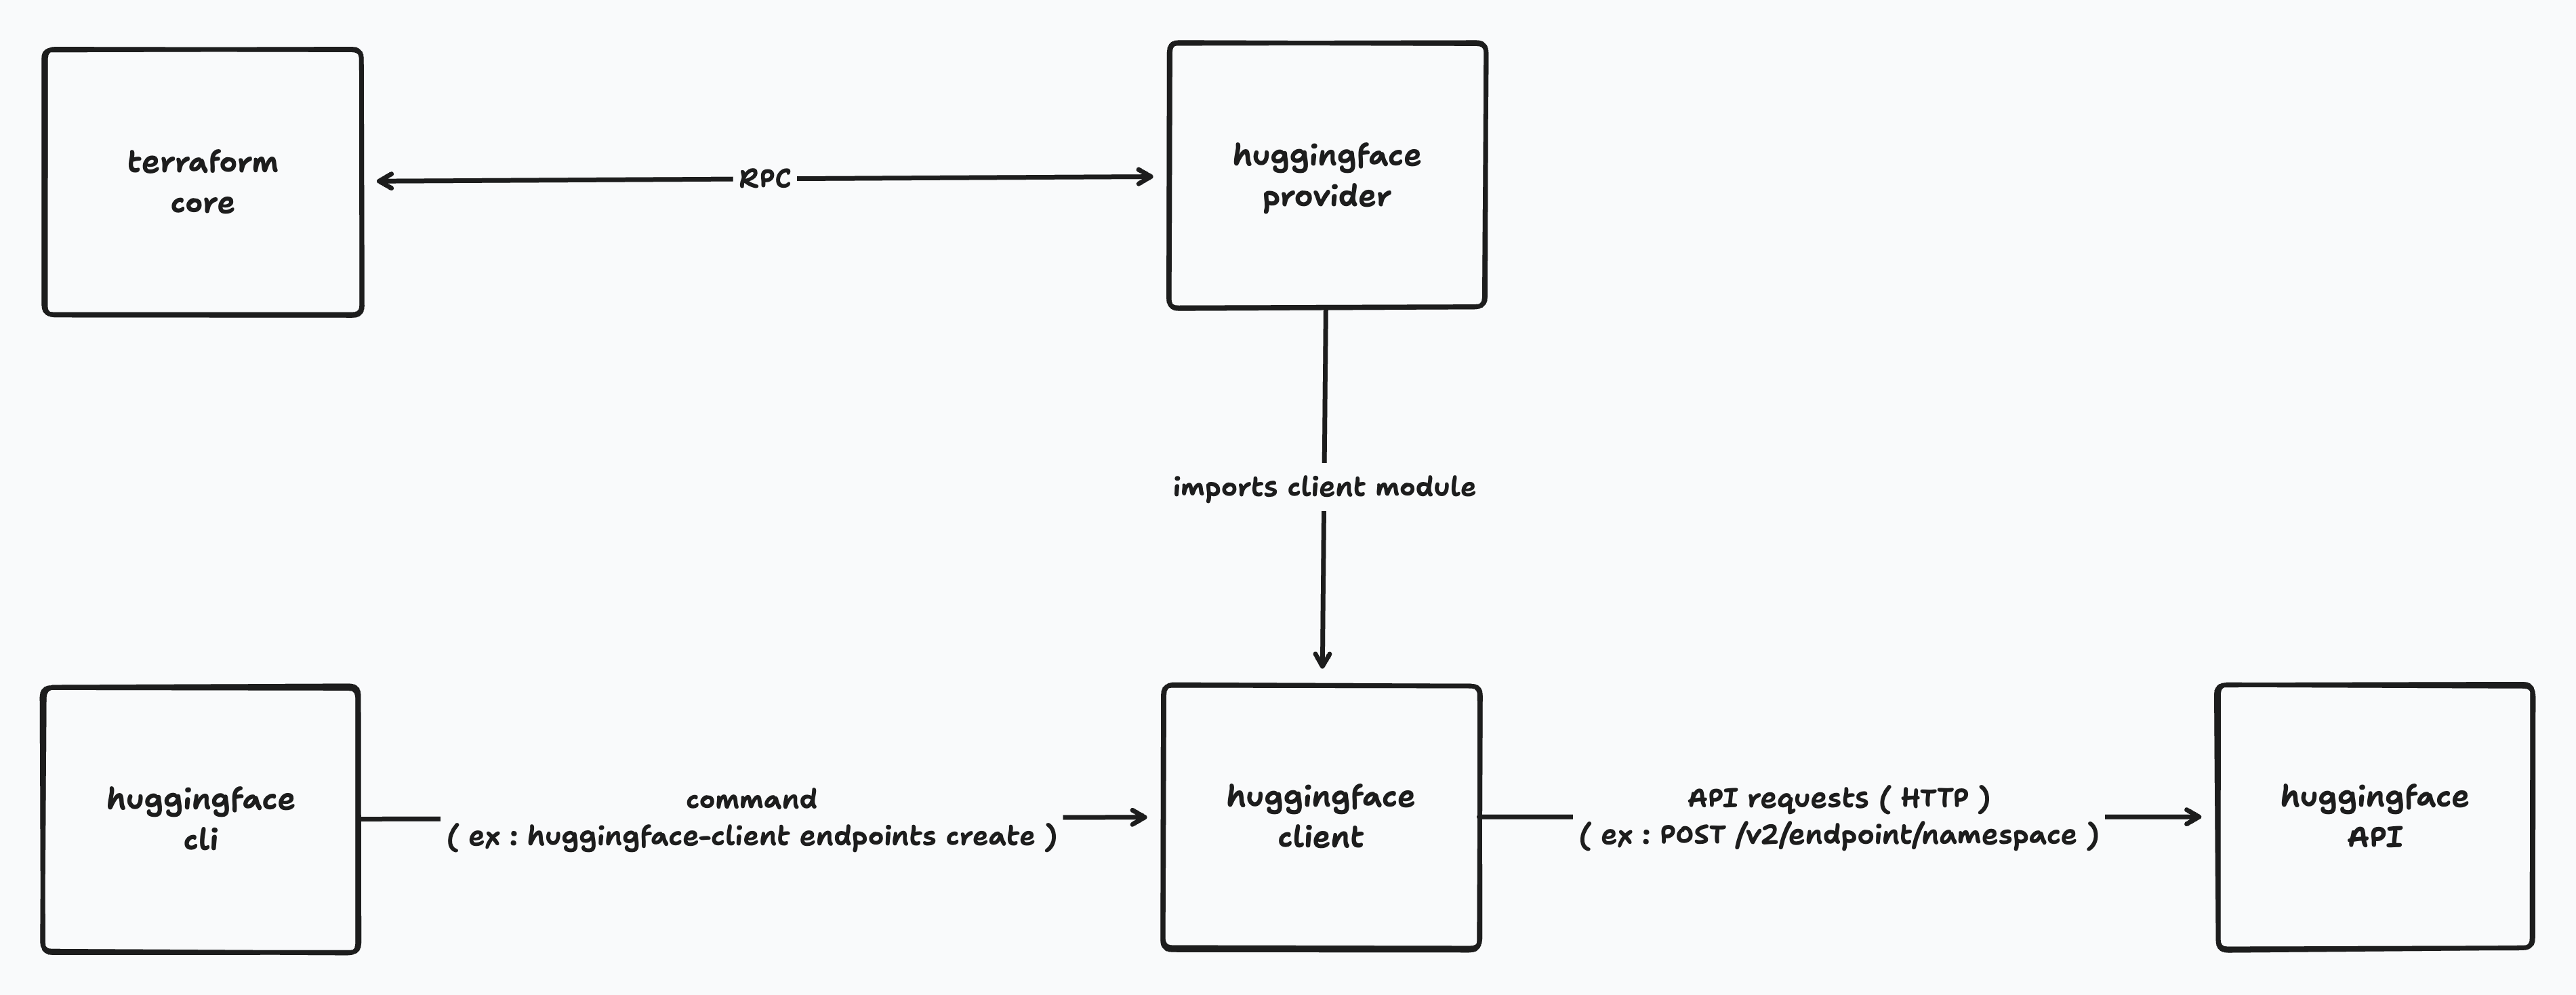 terraform
core
RPC
huggingface
provider
imports client module
huggingface
cli
command
( ex : huggingface-client endpoints create )
huggingface
client
API requests ( HTTP )
( ex : POST /v2/endpoint/namespace )
huggingface
API